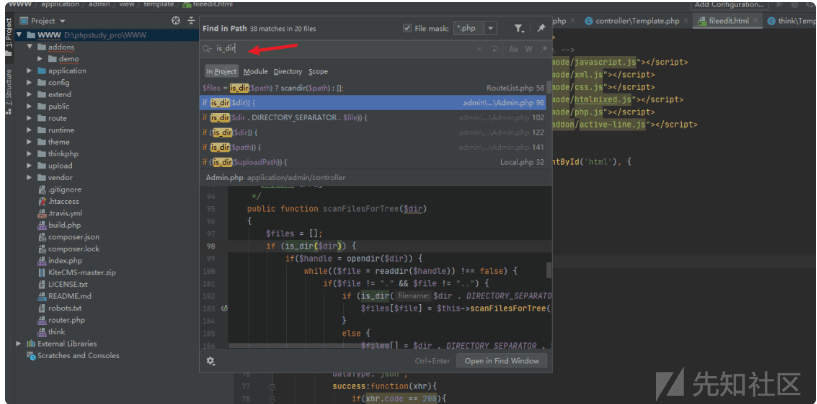 WWW application admin view template fileedit.html
Add Configuration...
Project
WWW D:\phpstudy_pro\WWW
addons
demo
application
config
extend
public
route
runtime
theme
thinkphp
upload
vendor
.gitignore
.htaccess
.travis.yml
build.php
composer.json
composer.lock
index.php
KiteCMS-master.zip
LICENSE.txt
README.md
robots.txt
router.php
think
External Libraries
Scratches and Consoles
1: Project
Z: Structure
Find in Path 38 matches in 20 files
File mask: *.php
is_dir
Aa W .*
In Project Module Directory Scope
$files = is_dir($path) ? scandir($path) : []; RouteList.php 58
if (is_dir($dir)) { admin\...\Admin.php 98
if (is_dir($dir . DIRECTORY_SEPARATOR . $file)) { admin\...\Admin.php 102
if (is_dir($dir)) { admin\...\Admin.php 122
if (is_dir($path)) { admin\...\Admin.php 141
if (!is_dir($uploadPath)) { Local.php 32
Admin.php application/admin/controller
94 */
95 public function scanFilesForTree($dir)
96 {
97 $files = [];
98 if (is_dir($dir)) {
99 if($handle = opendir($dir)) {
100 while(($file = readdir($handle)) !== false) {
101 if($file != "." && $file != "..") {
102 if (is_dir( filename: $dir . DIRECTORY_SEPARATO
103 $files[$file] = $this->scanFilesForTree(
104 }
105 else {
106 $files[] = $dir . DIRECTORY_SEPARATOR .
Ctrl+Enter Open in Find Window
.php controller\Template.php fileedit.html think\Temp
mode/javascript.js"></script>
mode/xml.js"></script>
mode/css.js"></script>
mode/htmlmixed.js"></script>
mode/php.js"></script>
addon/active-line.js"></script>
ntById('html'), {
76 dataType: 'json',
77 success:function(xhr){
78 if(xhr.code == 200){
先知社区